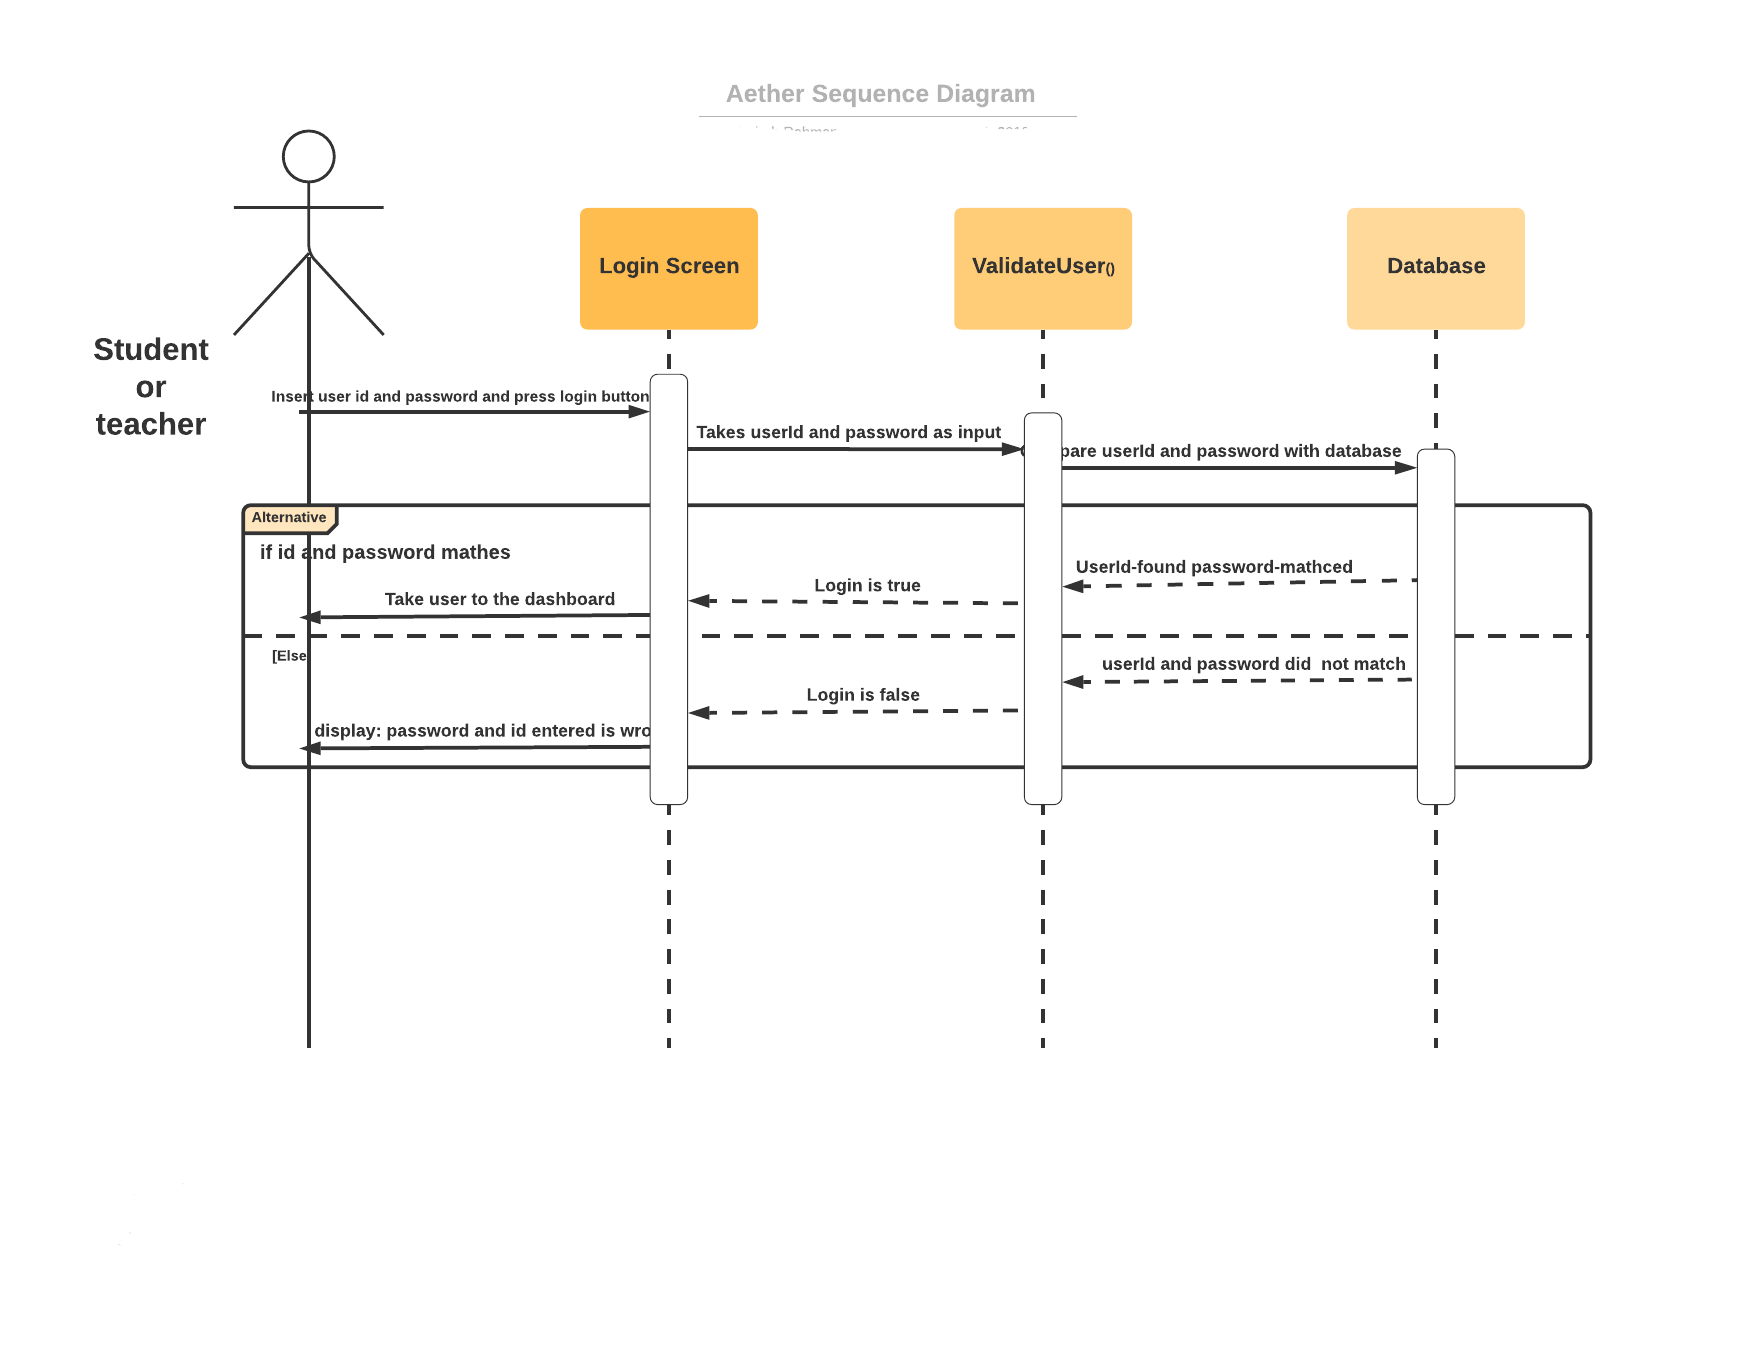 Aether Sequence Diagram
Login Screen
ValidateUser()
Database
Student
or
teacher
Insert user id and password and press login button
Takes userId and password as input
pare userId and password with database
Alternative
if id and password mathes
UserId-found password-mathced
Login is true
Take user to the dashboard
[Else
userId and password did  not match
Login is false
display: password and id entered is wro